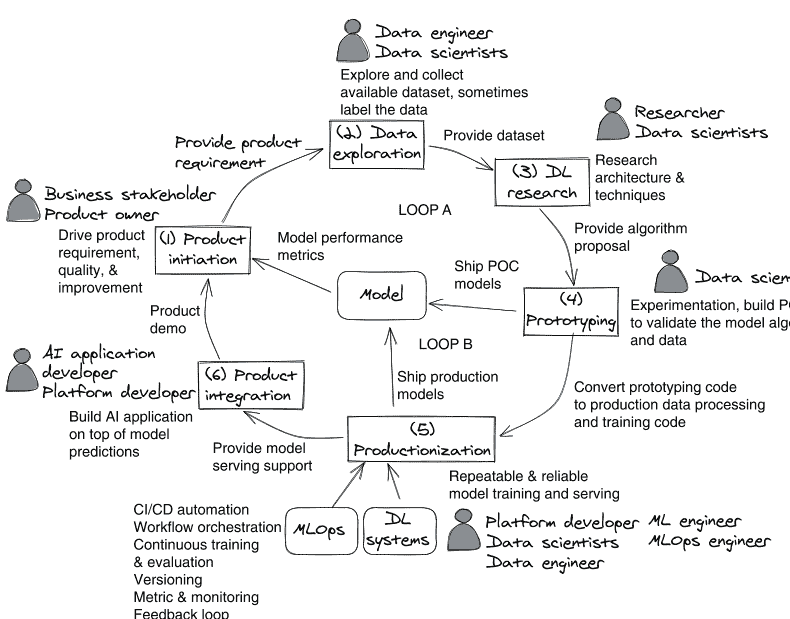 Data engineer
Data scientists
Explore and collect
available dataset, sometimes
label the data
(2) Data
exploration
Provide dataset
Researcher
Data scientists
(3) DL
research
Research
architecture &
techniques
Provide product
requirement
Business stakeholder
Product owner
Drive product
requirement,
quality, &
improvement
(1) Product
initiation
LOOP A
Model performance
metrics
Provide algorithm
proposal
Ship POC
models
Model
(4)
Prototyping
Data scien
Experimentation, build P
to validate the model alg
and data
Product
demo
LOOP B
AI application
developer
Platform developer
(6) Product
integration
Build AI application
on top of model
predictions
Ship production
models
Convert prototyping code
to production data processing
and training code
(5)
Productionization
Provide model
serving support
Repeatable & reliable
model training and serving
CI/CD automation
Workflow orchestration
Continuous training
& evaluation
Versioning
Metric & monitoring
Feedback loop
MLOps
DL
systems
Platform developer ML engineer
Data scientists MLOps engineer
Data engineer